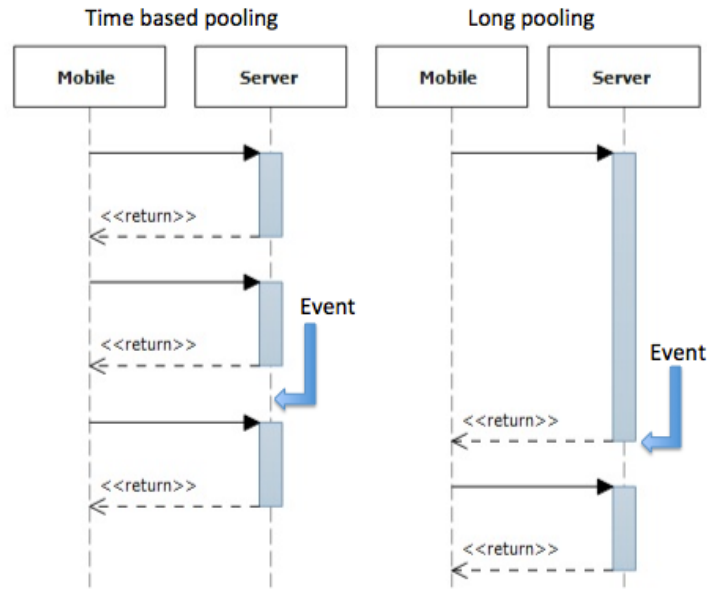 Time based pooling
Long pooling
Mobile
Server
Mobile
Server
<<return>>
<<return>>
Event
<<return>>
Event
<<return>>
<<return>>